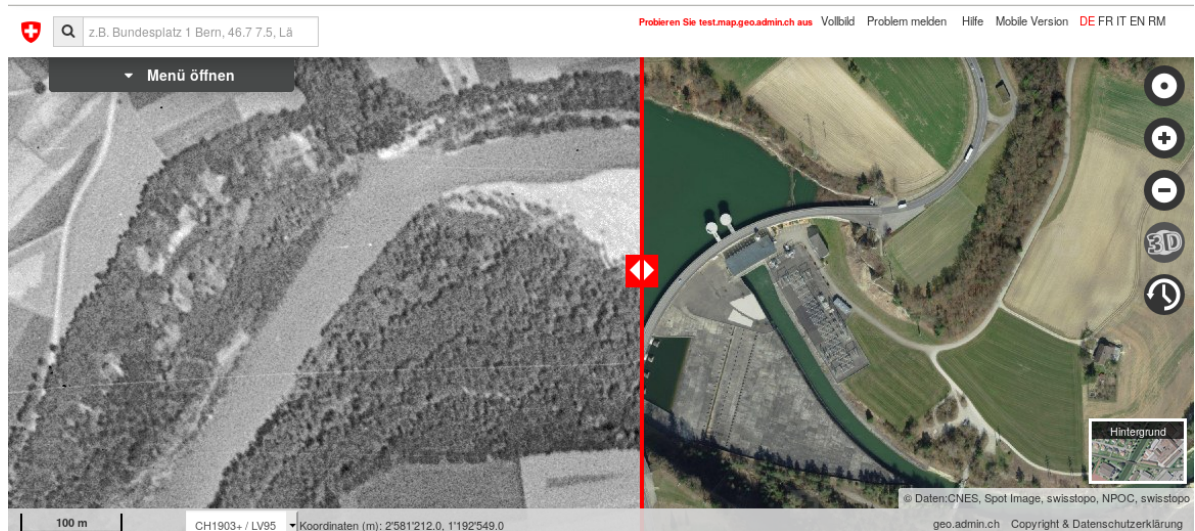 Probieren Sie test.map.geo.admin.ch aus Vollbild Problem melden Hilfe Mobile Version DE FR IT EN RM
z.B. Bundesplatz 1 Bern, 46.7 7.5, Lä
Menü öffnen
3D
Hintergrund
© Daten:CNES, Spot Image, swisstopo, NPOC, swisstopo
100 m CH1903+ / LV95 Koordinaten (m): 2'581'212.0, 1'192'549.0 geo.admin.ch Copyright & Datenschutzerklärung